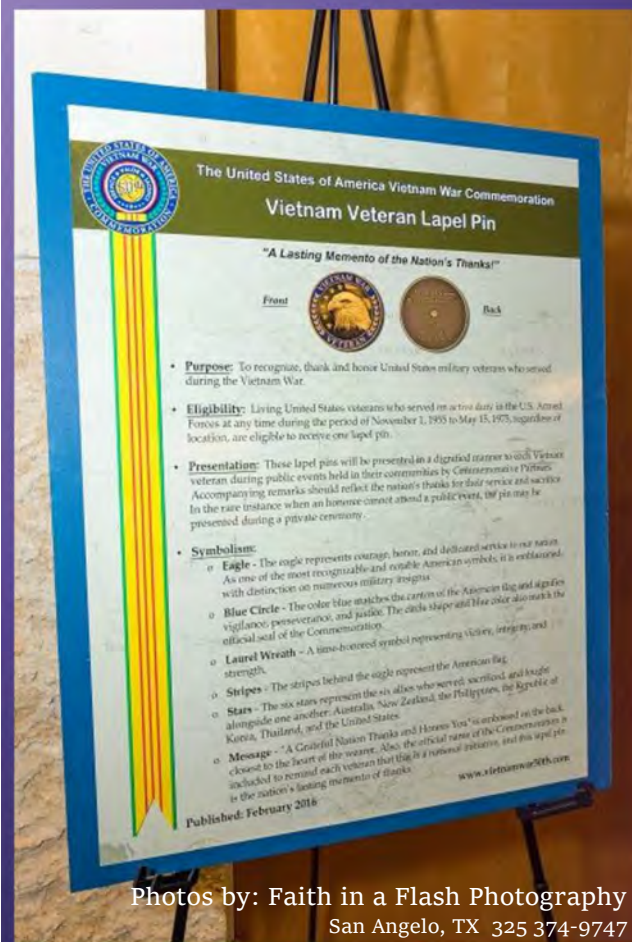 THE UNITED STATES OF AMERICA
VIETNAM WAR
COMMEMORATION
The United States of America Vietnam War Commemoration
Vietnam Veteran Lapel Pin
"A Lasting Memento of the Nation's Thanks!"
Front
VIETNAM WAR
VETERAN
Back
• Purpose: To recognize, thank and honor United States military veterans who served
during the Vietnam War.
• Eligibility: Living United States veterans who served on active duty in the U.S. Armed
Forces at any time during the period of November 1, 1955 to May 15, 1975, regardless of
location, are eligible to receive one lapel pin.
• Presentation: These lapel pins will be presented in a dignified manner to each Vietnam
veteran during public events held in their communities by Commemorative Partners.
Accompanying remarks should reflect the nation's thanks for their service and sacrifice.
In the rare instance when an honoree cannot attend a public event, the pin may be
presented during a private ceremony.
• Symbolism:
o Eagle - The eagle represents courage, honor, and dedicated service to our nation.
As one of the most recognizable and notable American symbols, it is emblazoned
with distinction on numerous military insignia.
o Blue Circle - The color blue matches the canton of the American flag and signifies
vigilance, perseverance, and justice. The circle shape and blue color also match the
official seal of the Commemoration.
o Laurel Wreath – A time-honored symbol representing victory, integrity, and
strength.
o Stripes - The stripes behind the eagle represent the American flag.
o Stars - The six stars represent the six allies who served, sacrificed, and fought
alongside one another: Australia, New Zealand, the Philippines, the Republic of
Korea, Thailand, and the United States.
o Message - "A Grateful Nation Thanks and Honors You" is embossed on the back,
closest to the heart of the wearer. Also, the official name of the Commemoration is
included to remind each veteran that this is a national initiative, and this lapel pin
is the nation's lasting memento of thanks.
www.vietnamwar50th.com
Published: February 2016
Photos by: Faith in a Flash Photography
San Angelo, TX 325 374-9747